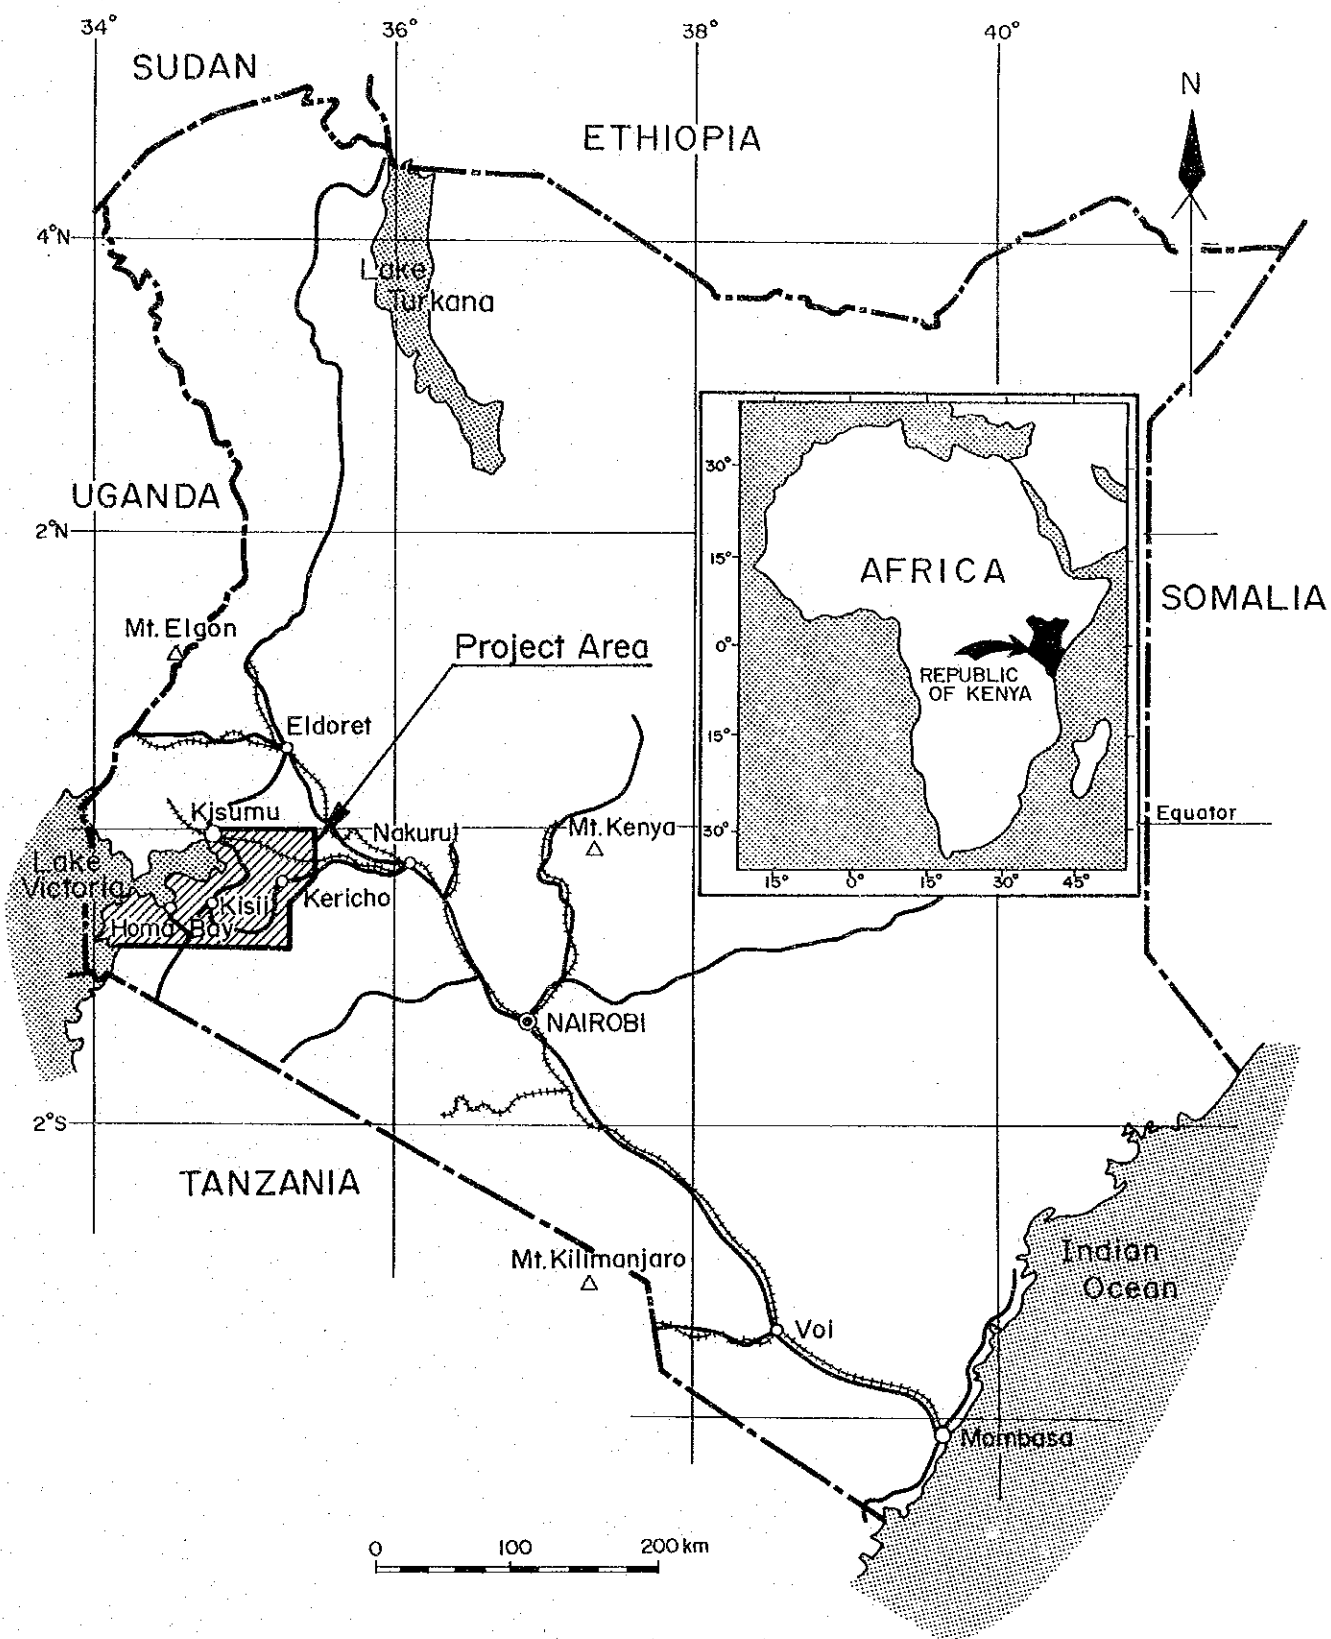 34°
36°
38°
40°
SUDAN
ETHIOPIA
N
4°N
Lake
Turkana
UGANDA
2°N
30°
15°
AFRICA
SOMALIA
Mt. Elgon
Project Area
0°
REPUBLIC
OF KENYA
15°
Eldoret
Kisumu
Nakuru
Mt. Kenya
30°
Equator
Lake
Victoria
15°
0°
15°
30°
45°
Kisii
Kericho
Homa Bay
NAIROBI
2°S
TANZANIA
Mt. Kilimanjaro
Indian
Ocean
Voi
Mombasa
0
100
200 km